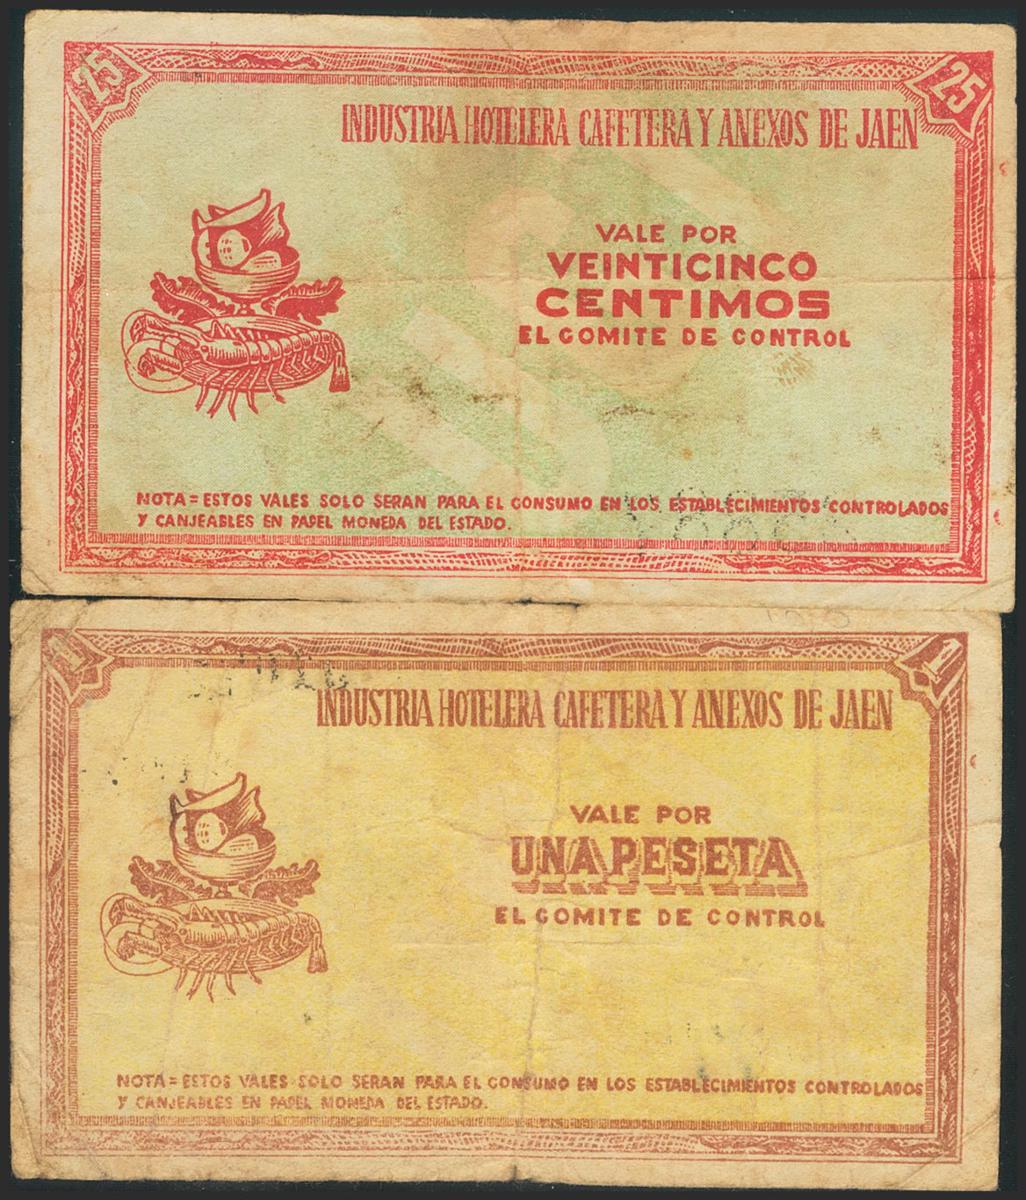 25
25
INDUSTRIA HOTELERA CAFETERA Y ANEXOS DE JAEN
VALE POR
VEINTICINCO
CENTIMOS
EL COMITE DE CONTROL
NOTA = ESTOS VALES SOLO SERAN PARA EL CONSUMO EN LOS ESTABLECIMIENTOS CONTROLADOS
Y CANJEABLES EN PAPEL MONEDA DEL ESTADO.
1
1
INDUSTRIA HOTELERA CAFETERA Y ANEXOS DE JAEN
VALE POR
UNA PESETA
EL COMITE DE CONTROL
NOTA = ESTOS VALES SOLO SERAN PARA EL CONSUMO EN LOS ESTABLECIMIENTOS CONTROLADOS
Y CANJEABLES EN PAPEL MONEDA DEL ESTADO.